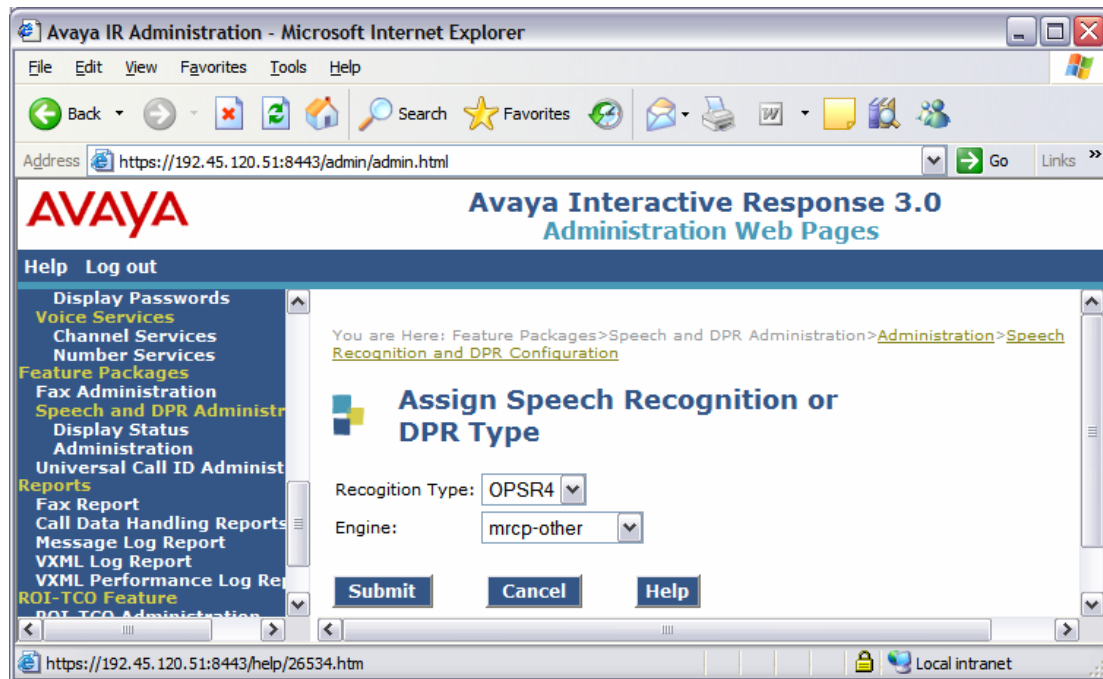 Avaya IR Administration - Microsoft Internet Explorer
File Edit View Favorites Tools Help
Back Search Favorites
Address https://192.45.120.51:8443/admin/admin.html Go Links »
AVAYA
Avaya Interactive Response 3.0
Administration Web Pages
Help Log out
Display Passwords
Voice Services
Channel Services
Number Services
Feature Packages
Fax Administration
Speech and DPR Administr
Display Status
Administration
Universal Call ID Administ
Reports
Fax Report
Call Data Handling Reports
Message Log Report
VXML Log Report
VXML Performance Log Rep
ROI-TCO Feature
ROI-TCO Administration
You are Here: Feature Packages>Speech and DPR Administration>Administration>Speech
Recognition and DPR Configuration
Assign Speech Recognition or
DPR Type
Recogition Type: OPSR4
Engine: mrcp-other
Submit Cancel Help
https://192.45.120.51:8443/help/26534.htm Local intranet